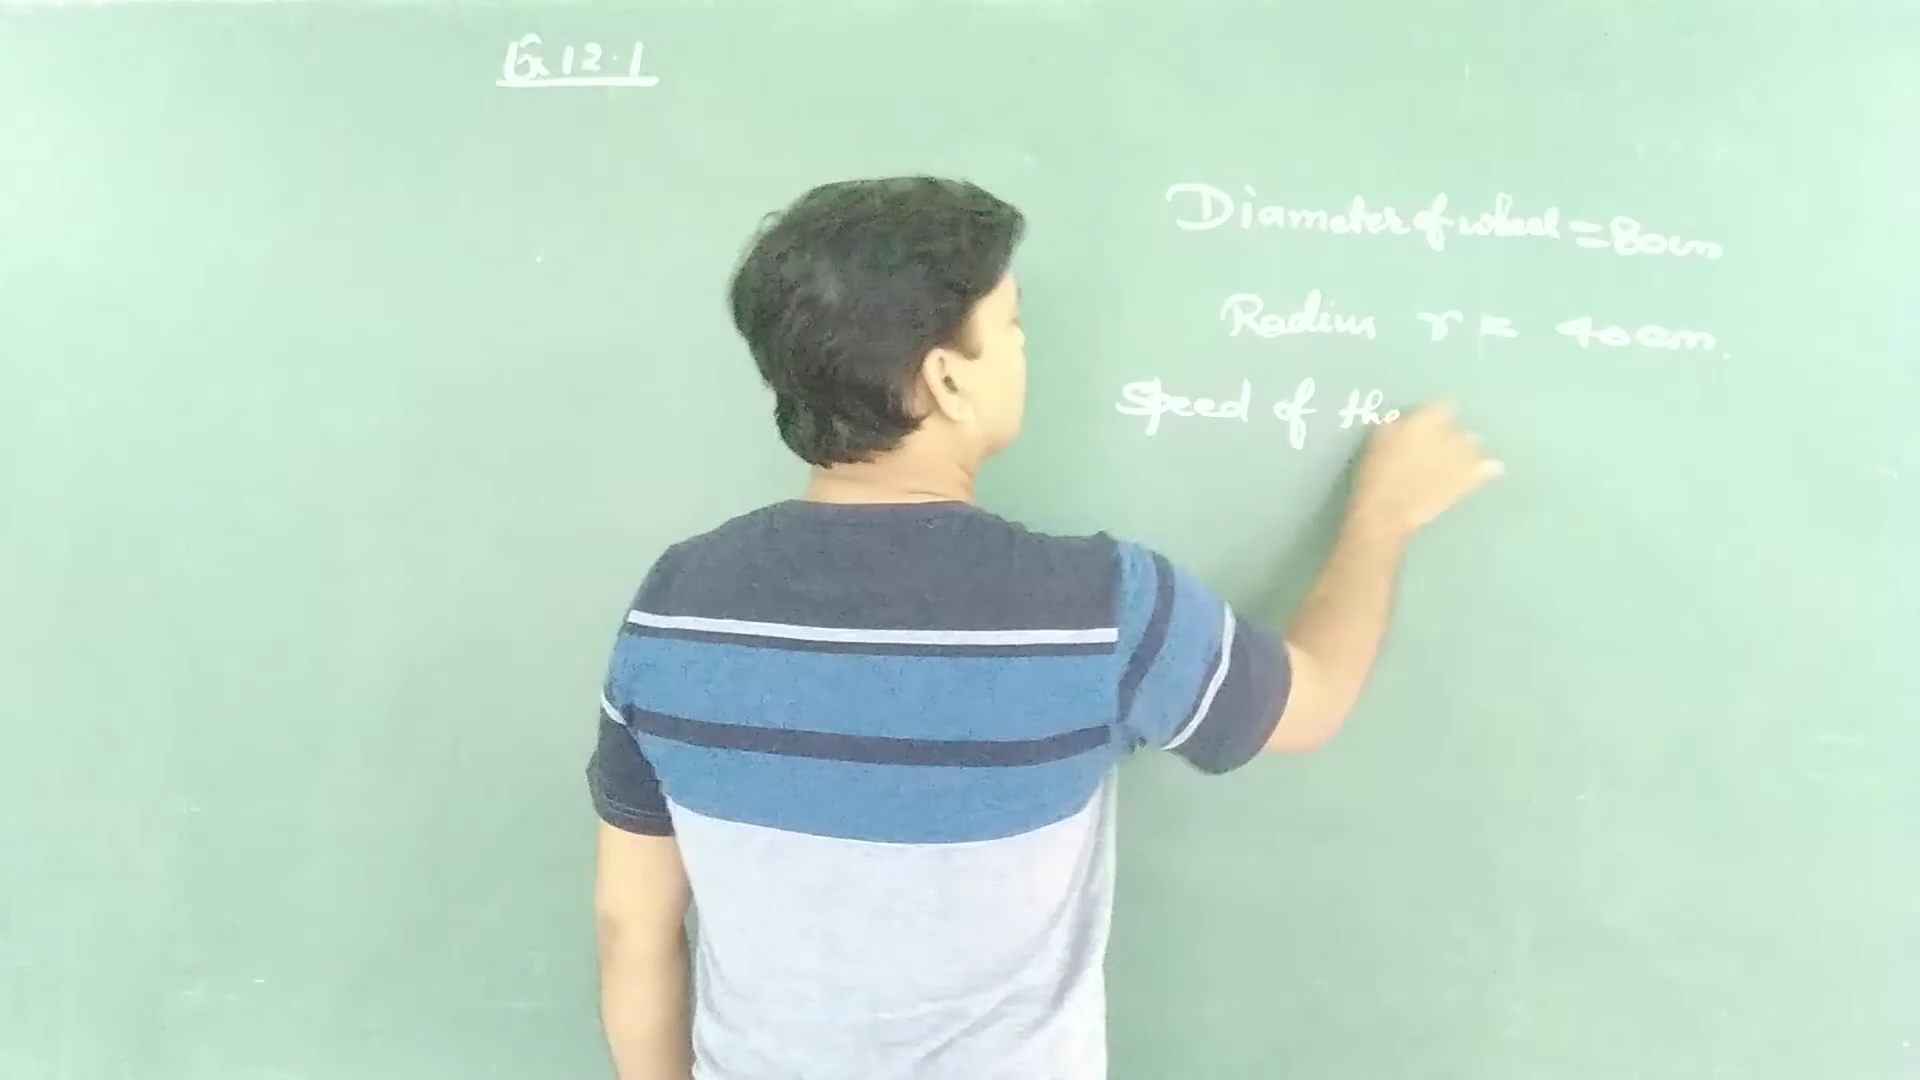 Ex 12.1
Diameter of wheel = 80cm
Radius r = 40cm.
Speed of the